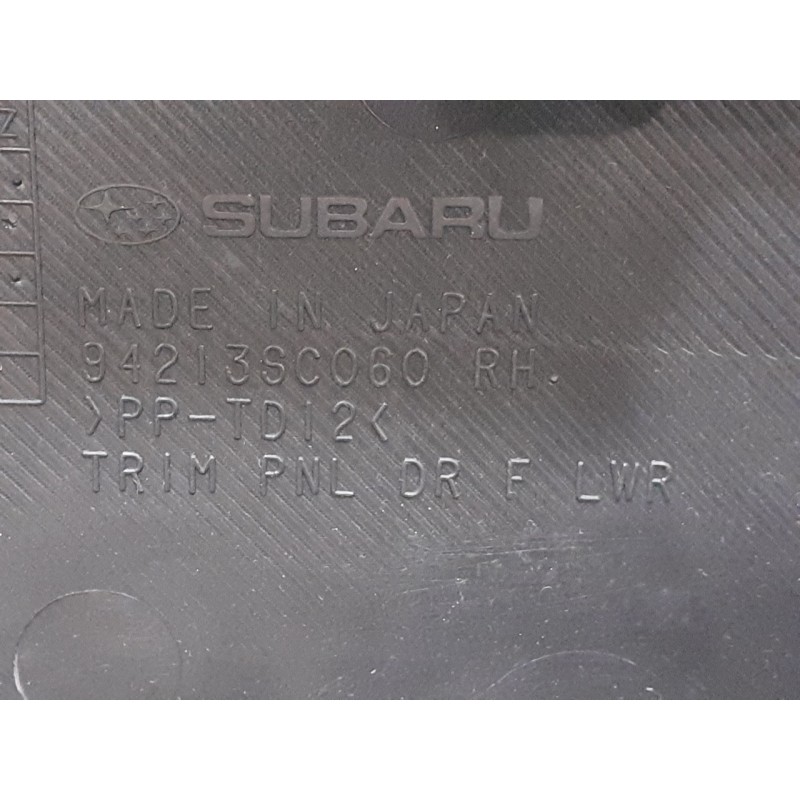 Z
SUBARU
MADE IN JAPAN
94213SC060 RH.
>PP-TD12<
TRIM PNL DR F LWR